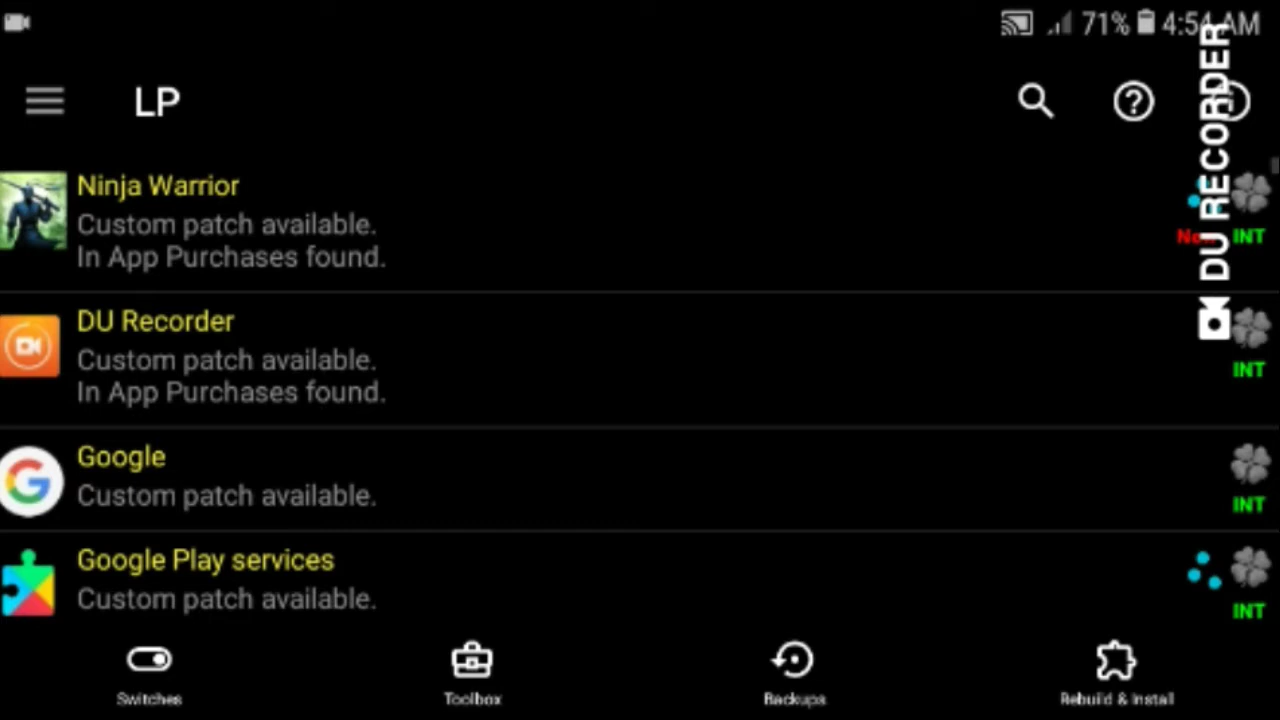 71% 4:54 AM
LP
DU RECORDER
Ninja Warrior
Custom patch available.
In App Purchases found.
INT
DU Recorder
Custom patch available.
In App Purchases found.
INT
Google
Custom patch available.
INT
Google Play services
Custom patch available.
INT
Switches
Toolbox
Backups
Rebuild & Install